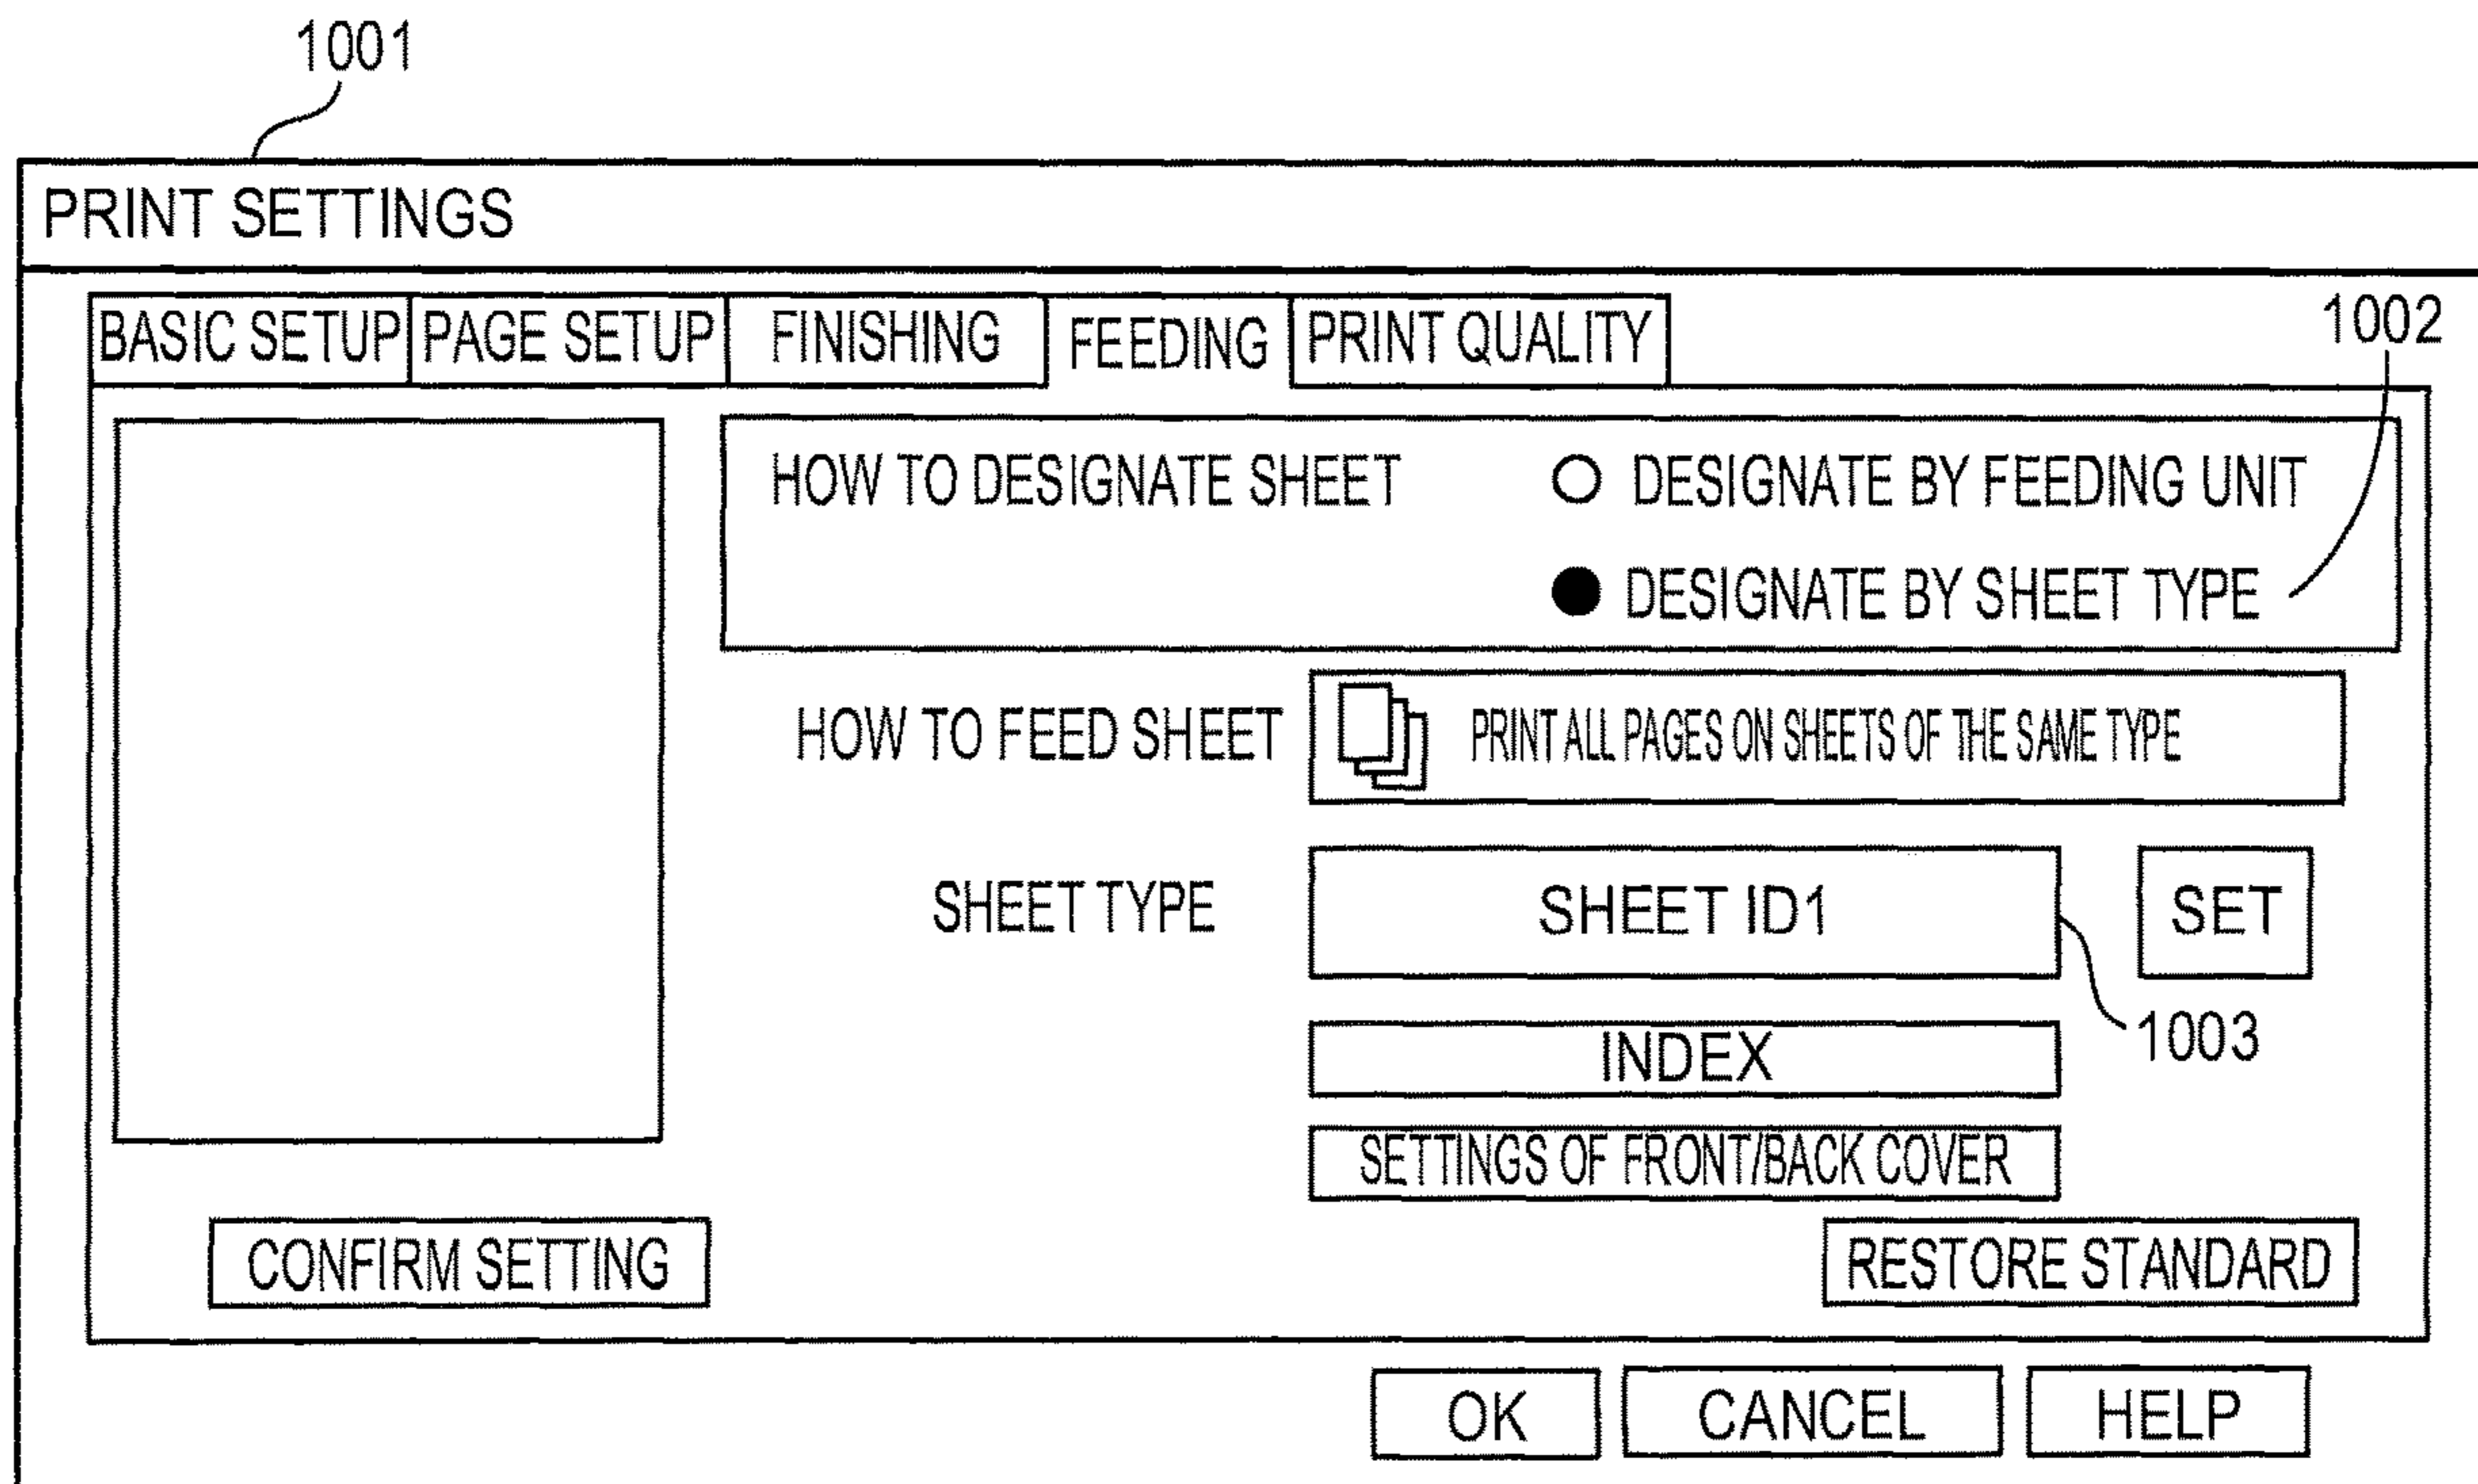 1001
PRINT SETTINGS
BASIC SETUP PAGE SETUP FINISHING FEEDING PRINT QUALITY
1002
HOW TO DESIGNATE SHEET DESIGNATE BY FEEDING UNIT
DESIGNATE BY SHEET TYPE
HOW TO FEED SHEET PRINT ALL PAGES ON SHEETS OF THE SAME TYPE
SHEET TYPE SHEET ID1 SET
1003
INDEX
SETTINGS OF FRONT/BACK COVER
CONFIRM SETTING RESTORE STANDARD
OK CANCEL HELP